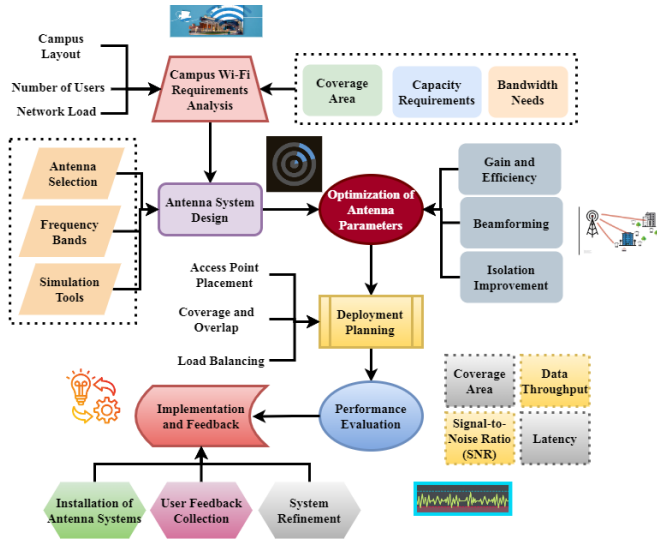 Campus
Layout
Number of Users
Network Load
Campus Wi-Fi
Requirements
Analysis
Coverage
Area
Capacity
Requirements
Bandwidth
Needs
Antenna
Selection
Frequency
Bands
Simulation
Tools
Antenna System
Design
Optimization of
Antenna
Parameters
Gain and
Efficiency
Beamforming
Isolation
Improvement
Access Point
Placement
Coverage and
Overlap
Load Balancing
Deployment
Planning
Implementation
and Feedback
Performance
Evaluation
Coverage
Area
Data
Throughput
Signal-to-
Noise Ratio
(SNR)
Latency
Installation of
Antenna Systems
User Feedback
Collection
System
Refinement